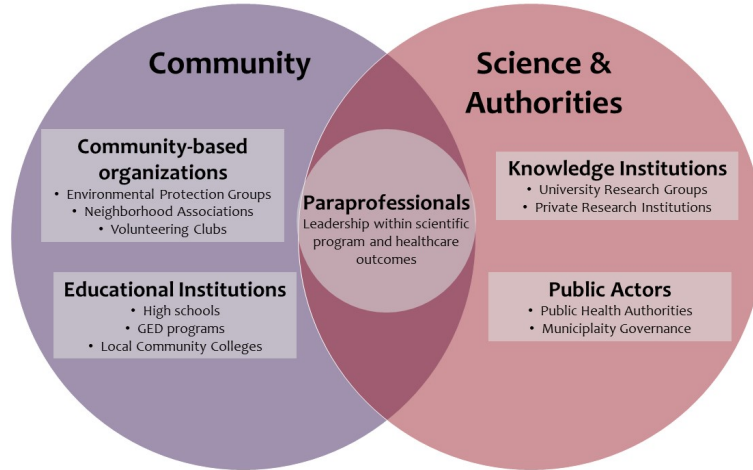 Community
Community-based
organizations
• Environmental Protection Groups
• Neighborhood Associations
• Volunteering Clubs
Educational Institutions
• High schools
• GED programs
• Local Community Colleges
Paraprofessionals
Leadership within scientific
program and healthcare
outcomes
Science &
Authorities
Knowledge Institutions
• University Research Groups
• Private Research Institutions
Public Actors
• Public Health Authorities
• Municiplaity Governance